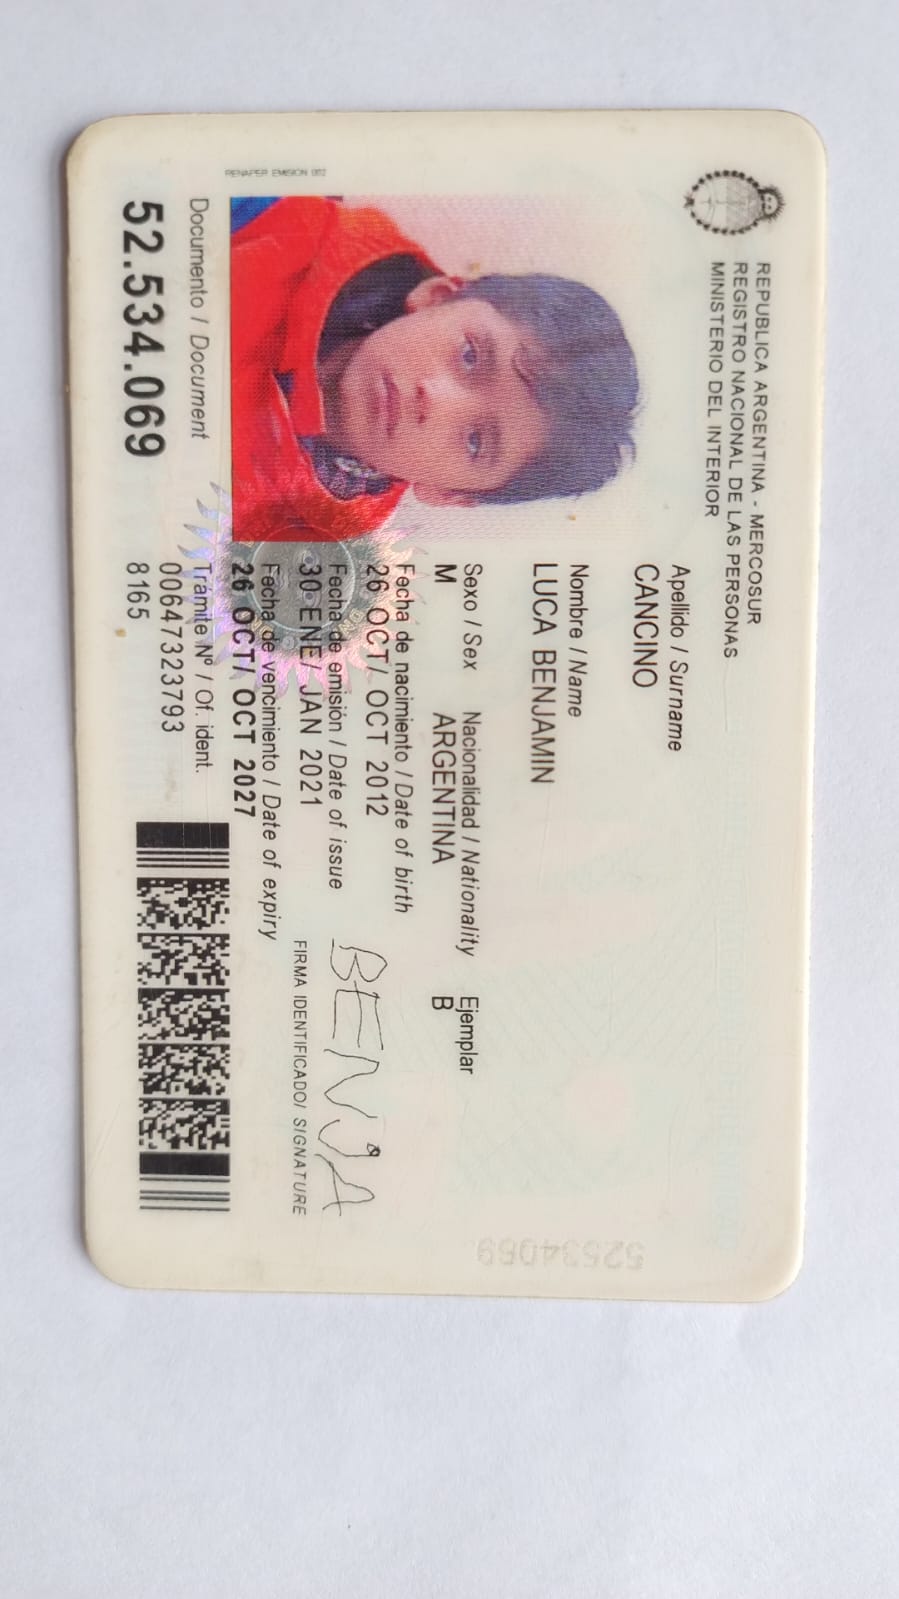 REPUBLICA ARGENTINA - MERCOSUR
REGISTRO NACIONAL DE LAS PERSONAS
MINISTERIO DEL INTERIOR
Apellido / Surname
CANCINO
Nombre / Name
LUCA BENJAMIN
Sexo / Sex Nacionalidad / Nationality Ejemplar
M ARGENTINA B
Fecha de nacimiento / Date of birth
26 OCT/ OCT 2012
Fecha de emisión / Date of issue
30 ENE/ JAN 2021
Fecha de vencimiento / Date of expiry
26 OCT/ OCT 2027
BENJA
FIRMA IDENTIFICADO/ SIGNATURE
RENAPER EMISION 002
Documento / Document
52.534.069
Trámite Nº / Of. ident.
00647323793
8165
52534069